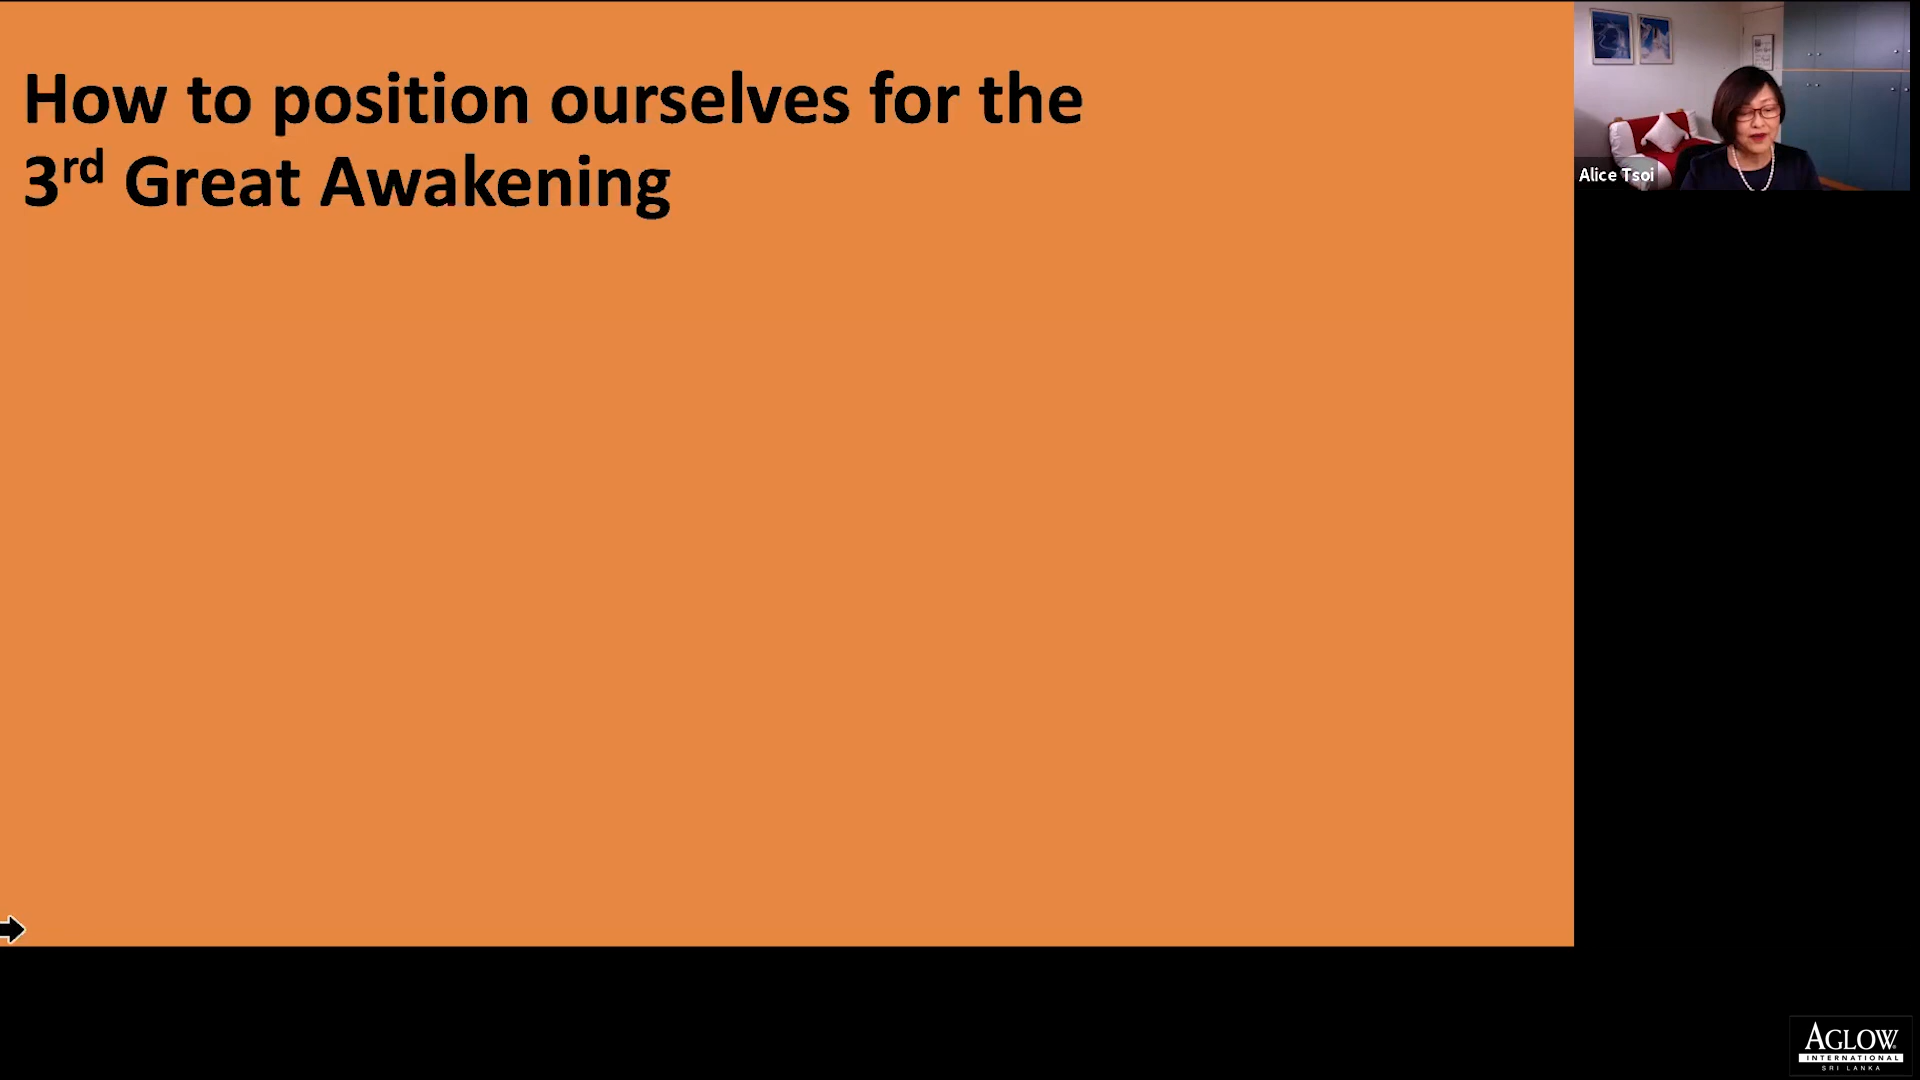 How to position ourselves for the
3rd Great Awakening
Alice Tsoi
AGLOW
INTERNATIONAL
SRI LANKA